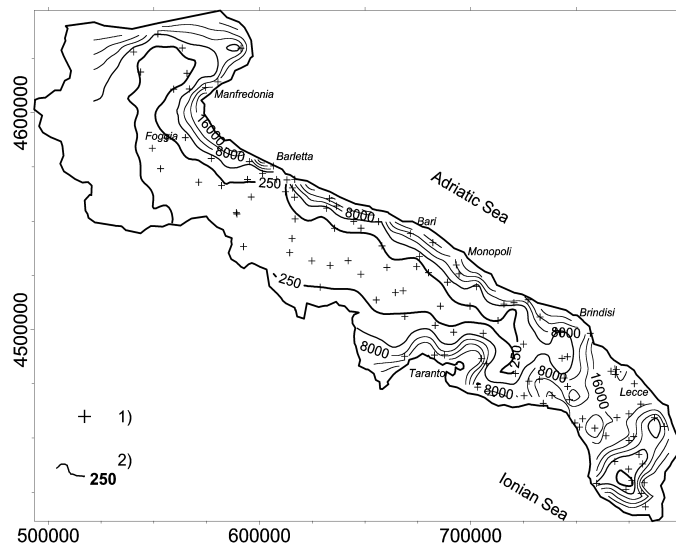 4600000
4500000
Manfredonia
16000
Foggia
8000
Barletta
250
Adriatic Sea
8000
Bari
Monopoli
250
Brindisi
8000
250
8000
Taranto
8000
8000
16000
Lecce
1)
2)
250
Ionian Sea
500000
600000
700000